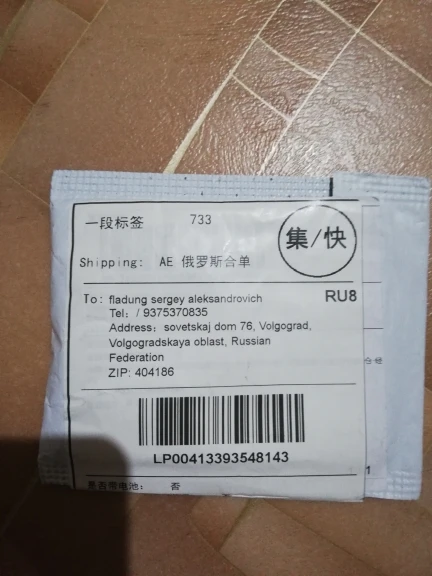 一段标签 733
集/快
Shipping: AE 俄罗斯合单
To: fladung sergey aleksandrovich RU8
Tel: / 9375370835
Address: sovetskaj dom 76, Volgograd,
Volgogradskaya oblast, Russian
Federation
ZIP: 404186
LP00413393548143
是否带电池: 否
1